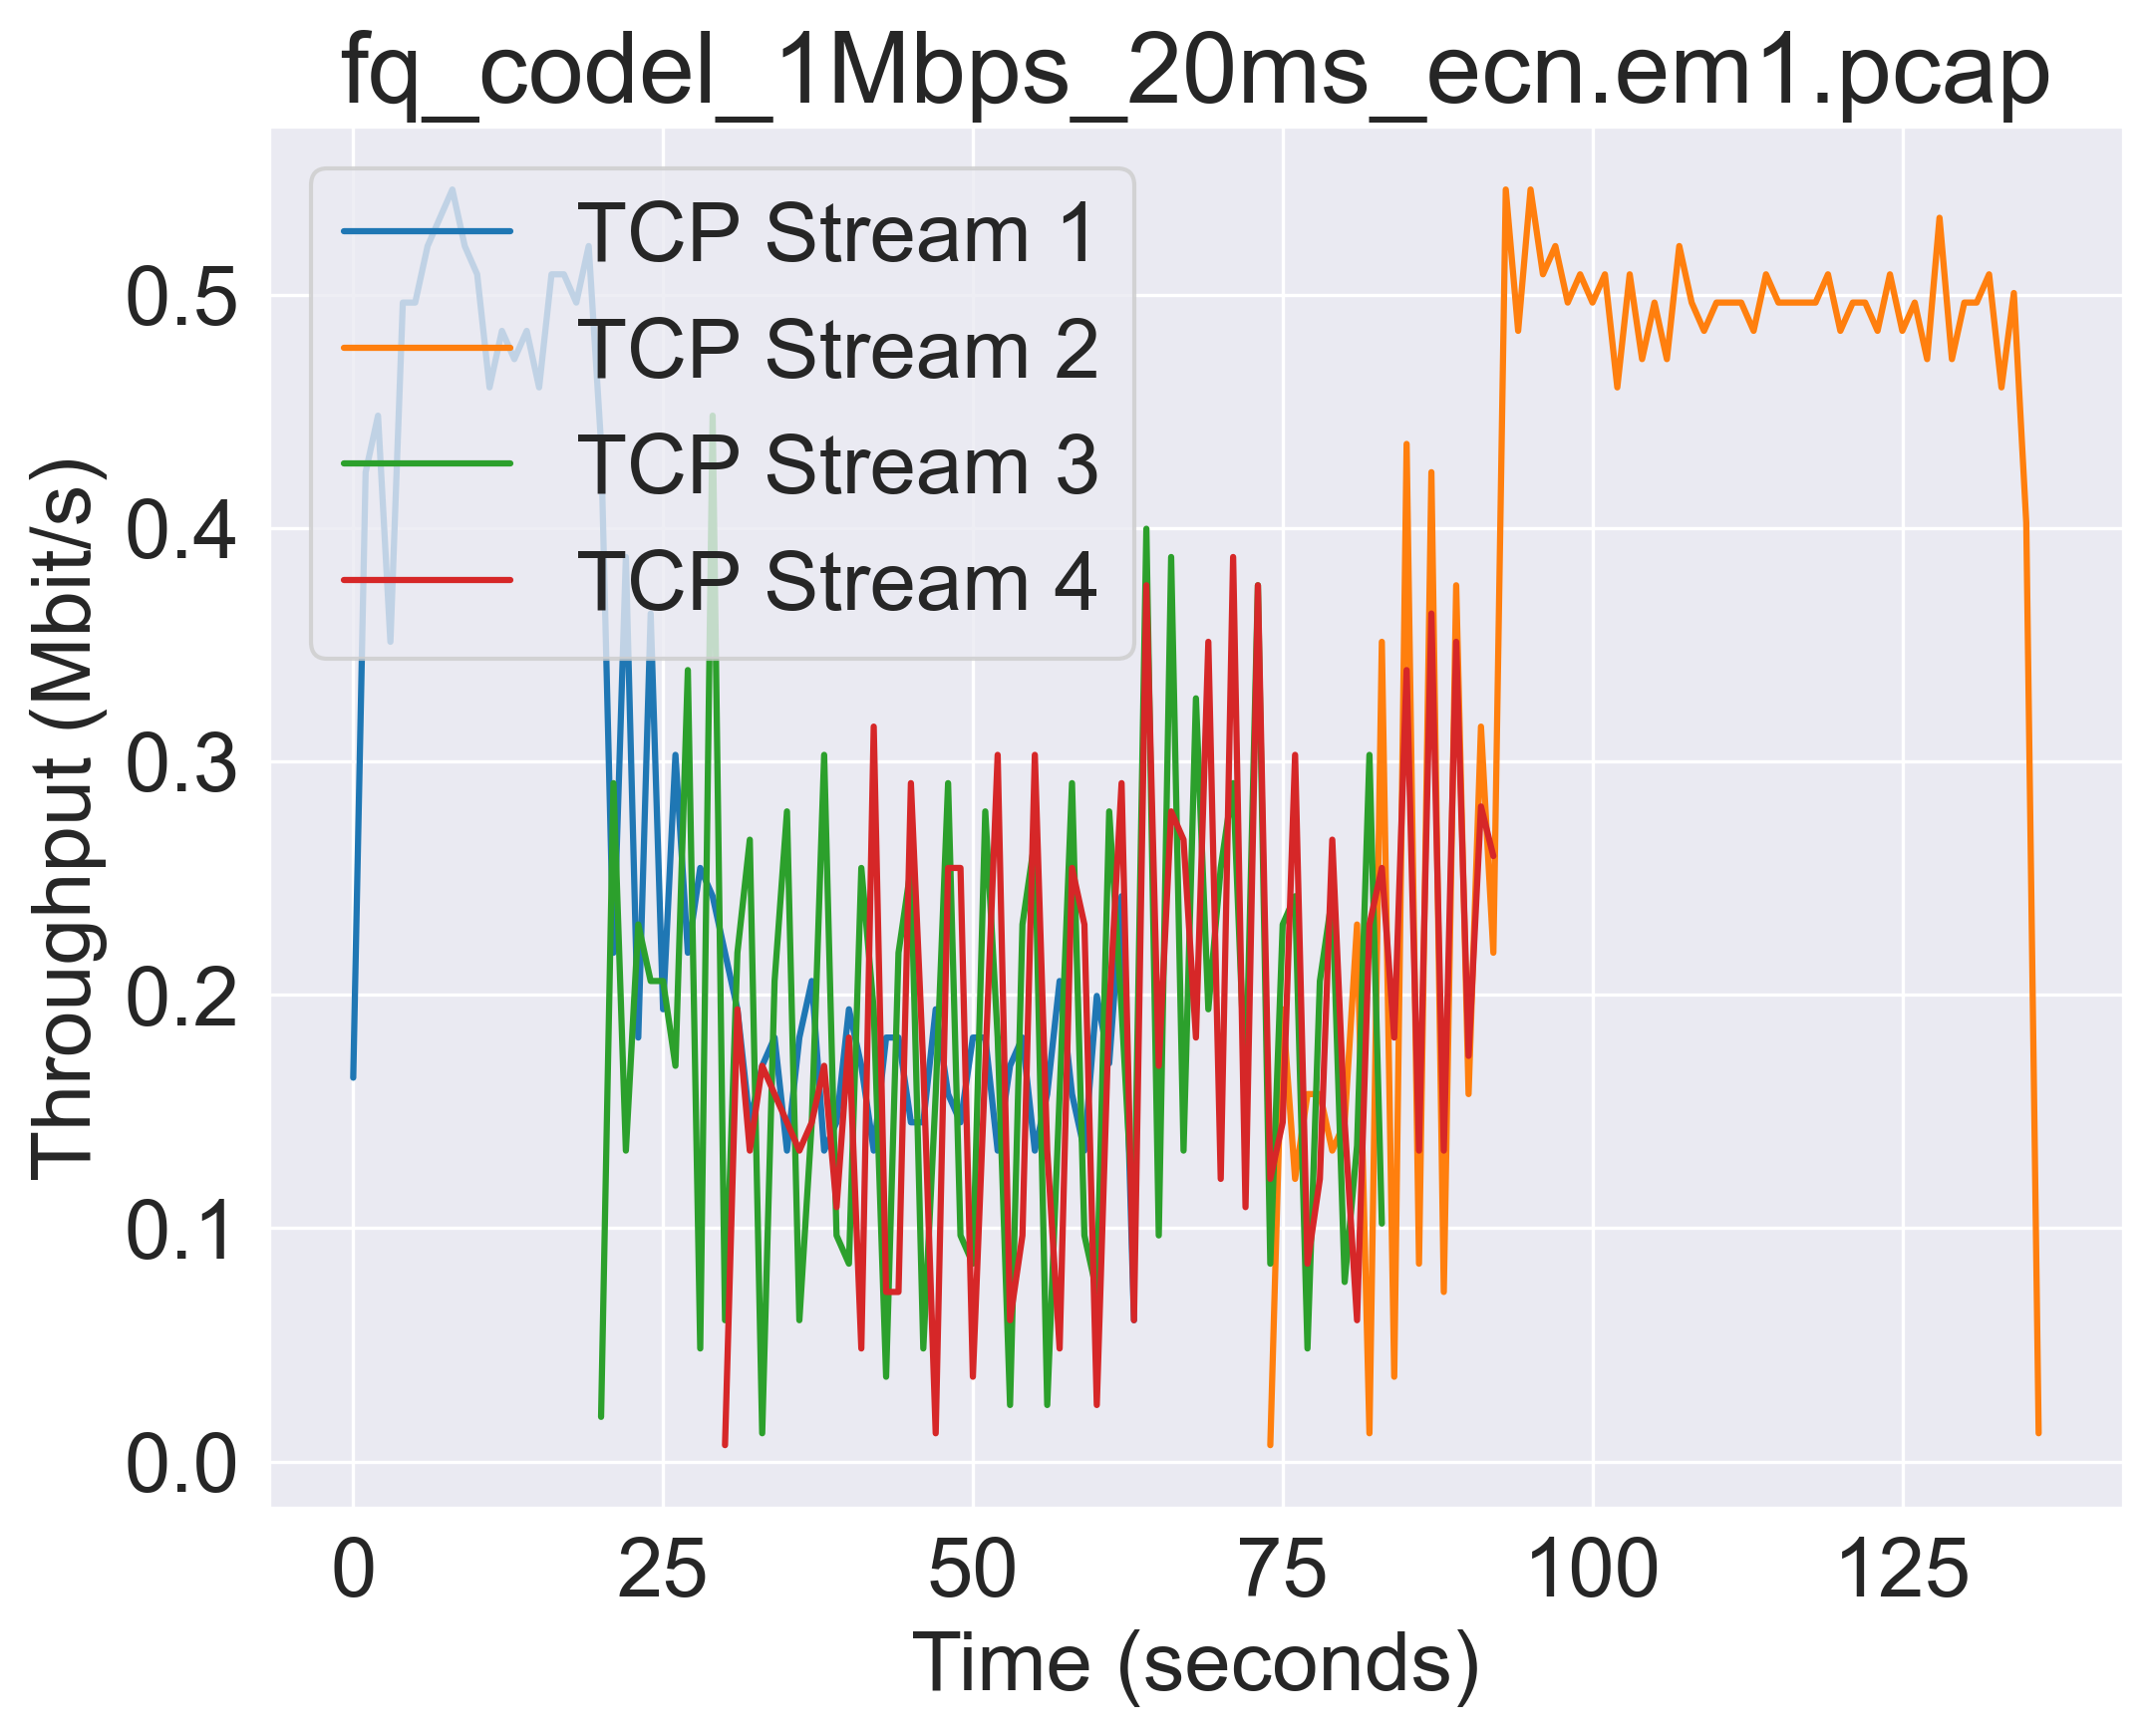 fq_codel_1Mbps_20ms_ecn.em1.pcap
TCP Stream 1
TCP Stream 2
TCP Stream 3
TCP Stream 4
Throughput (Mbit/s)
0.5
0.4
0.3
0.2
0.1
0.0
0 25 50 75 100 125
Time (seconds)